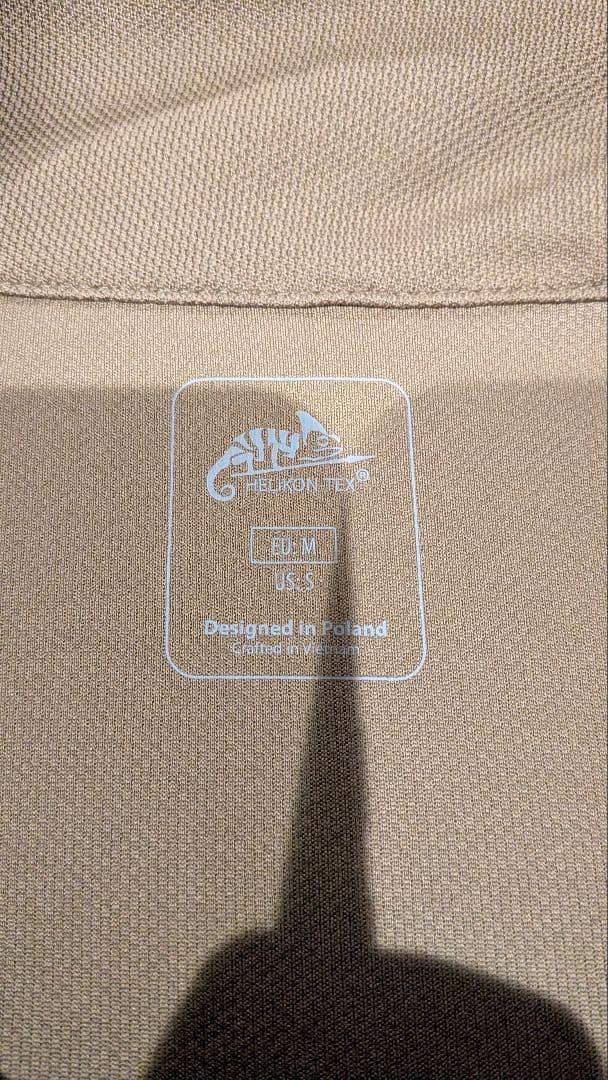 HELIKON-TEX®
EU: M
US: S
Designed in Poland
Crafted in Vietnam